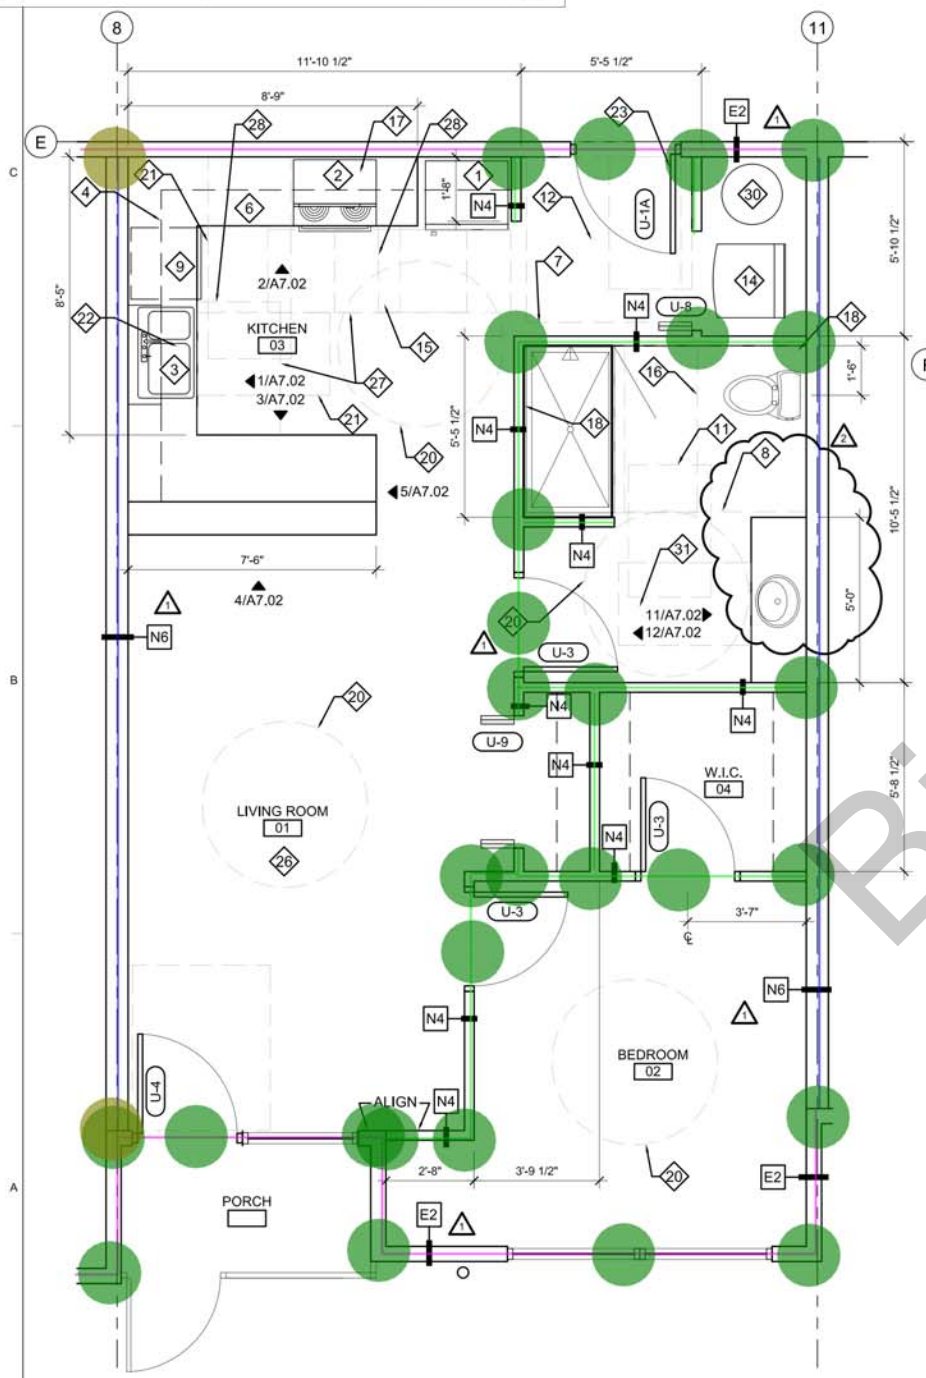 8
11
11'-10 1/2"
5'-5 1/2"
8'-9"
28
17
28
23
E2
1
E
C
21
2
1
4
6
1'-8"
N4
12
U-1A
30
5'-10 1/2"
9
2/A7.02
7
14
8'-5"
22
KITCHEN
03
15
N4
U-8
18
3
1/A7.02
3/A7.02
27
16
1'-6"
21
5'-5 1/2"
N4
18
11
2
20
8
5/A7.02
10'-5 1/2"
N4
31
7'-6"
4/A7.02
1
20
11/A7.02
12/A7.02
5'-0"
N6
1
U-3
B
20
N4
N4
U-9
N4
W.I.C.
04
5'-8 1/2"
LIVING ROOM
01
26
N4
U-3
U-3
3'-7"
N6
1
N4
BEDROOM
02
U-4
ALIGN
N4
2'-8"
3'-9 1/2"
20
E2
A
PORCH
E2
1
Bi